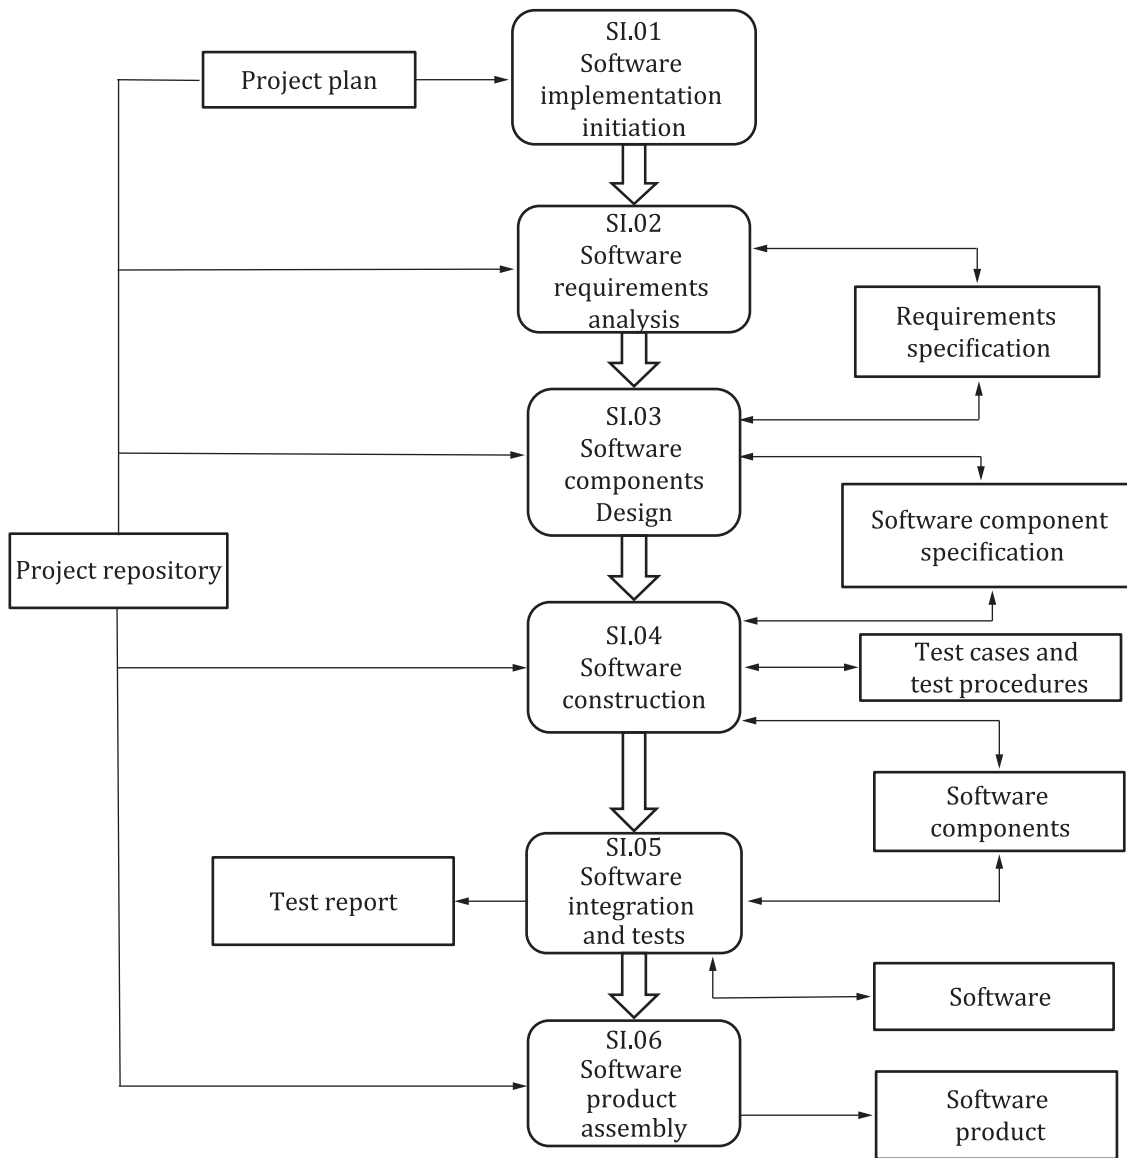 SI.01
Software
implementation
initiation
Project plan
SI.02
Software
requirements
analysis
Requirements
specification
SI.03
Software
components
Design
Software component
specification
Project repository
SI.04
Software
construction
Test cases and
test procedures
Software
components
SI.05
Software
integration
and tests
Test report
Software
SI.06
Software
product
assembly
Software
product